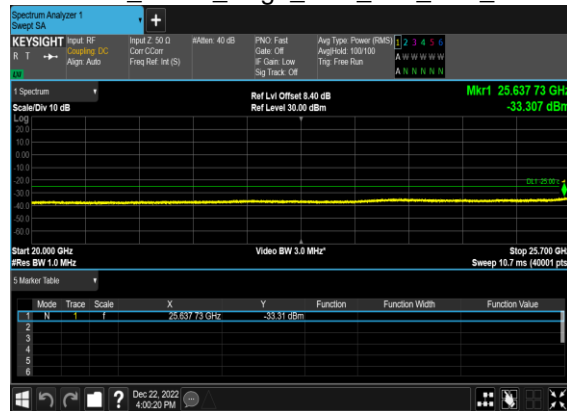 Spectrum Analyzer 1
Swept SA
+
KEYSIGHT
R T
LW
Input: RF
Coupling: DC
Align: Auto
Input Z: 50 Ω
Corr CCorr
Freq Ref: Int (S)
#Atten: 40 dB
PNO: Fast
Gate: Off
IF Gain: Low
Sig Track: Off
Avg Type: Power (RMS)
Avg|Hold: 100/100
Trig: Free Run
1 2 3 4 5 6
A W W W W W
A N N N N N
1 Spectrum
Scale/Div 10 dB
Ref Lvl Offset 8.40 dB
Ref Level 30.00 dBm
Mkr1 25.637 73 GHz
-33.307 dBm
Log
20.0
10.0
0.00
-10.0
-20.0
-30.0
-40.0
-50.0
-60.0
Start 20.000 GHz
#Res BW 1.0 MHz
Video BW 3.0 MHz*
Stop 25.700 GHz
Sweep 10.7 ms (40001 pts)
5 Marker Table
Mode Trace Scale X Y Function Function Width Function Value
1 N 1 f 25.637 73 GHz -33.31 dBm
2
3
4
5
6
?
Dec 22, 2022
4:00:20 PM